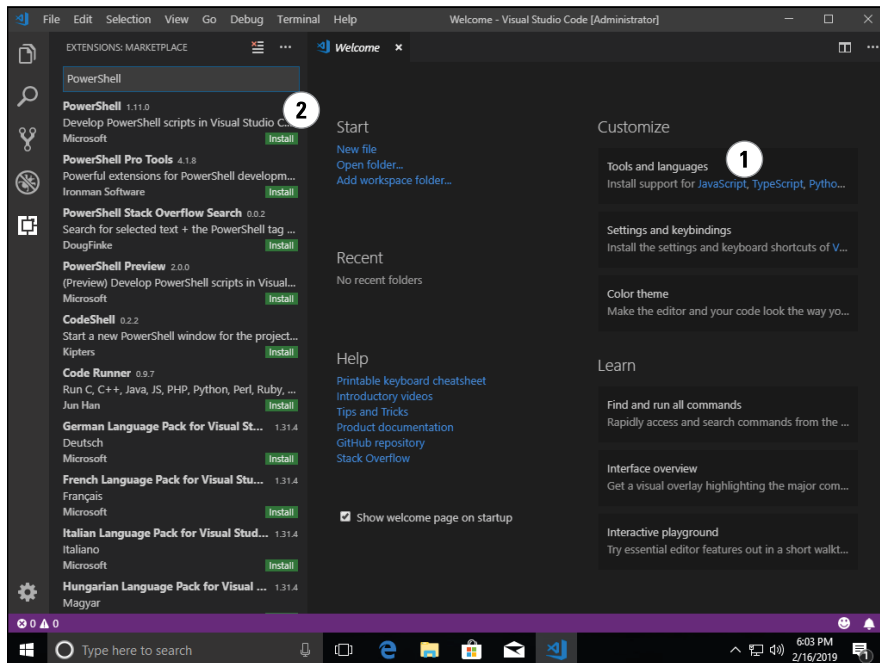 File Edit Selection View Go Debug Terminal Help Welcome - Visual Studio Code [Administrator]
EXTENSIONS: MARKETPLACE
PowerShell
PowerShell 1.11.0
Develop PowerShell scripts in Visual Studio C...
Microsoft Install
PowerShell Pro Tools 4.1.8
Powerful extensions for PowerShell developm...
Ironman Software Install
PowerShell Stack Overflow Search 0.0.2
Search for selected text + the PowerShell tag ...
DougFinke Install
PowerShell Preview 2.0.0
(Preview) Develop PowerShell scripts in Visual...
Microsoft Install
CodeShell 0.2.2
Start a new PowerShell window for the project...
Kipters Install
Code Runner 0.9.7
Run C, C++, Java, JS, PHP, Python, Perl, Ruby, ...
Jun Han Install
German Language Pack for Visual St... 1.31.4
Deutsch
Microsoft Install
French Language Pack for Visual Stu... 1.31.4
Français
Microsoft Install
Italian Language Pack for Visual Stud... 1.31.4
Italiano
Microsoft Install
Hungarian Language Pack for Visual ... 1.31.4
Magyar
2
Welcome
Start
New file
Open folder...
Add workspace folder...
Recent
No recent folders
Help
Printable keyboard cheatsheet
Introductory videos
Tips and Tricks
Product documentation
GitHub repository
Stack Overflow
Show welcome page on startup
Customize
1
Tools and languages
Install support for JavaScript, TypeScript, Pytho...
Settings and keybindings
Install the settings and keyboard shortcuts of V...
Color theme
Make the editor and your code look the way yo...
Learn
Find and run all commands
Rapidly access and search commands from the ...
Interface overview
Get a visual overlay highlighting the major com...
Interactive playground
Try essential editor features out in a short walkt...
0 0
Type here to search
6:03 PM
2/16/2019
1